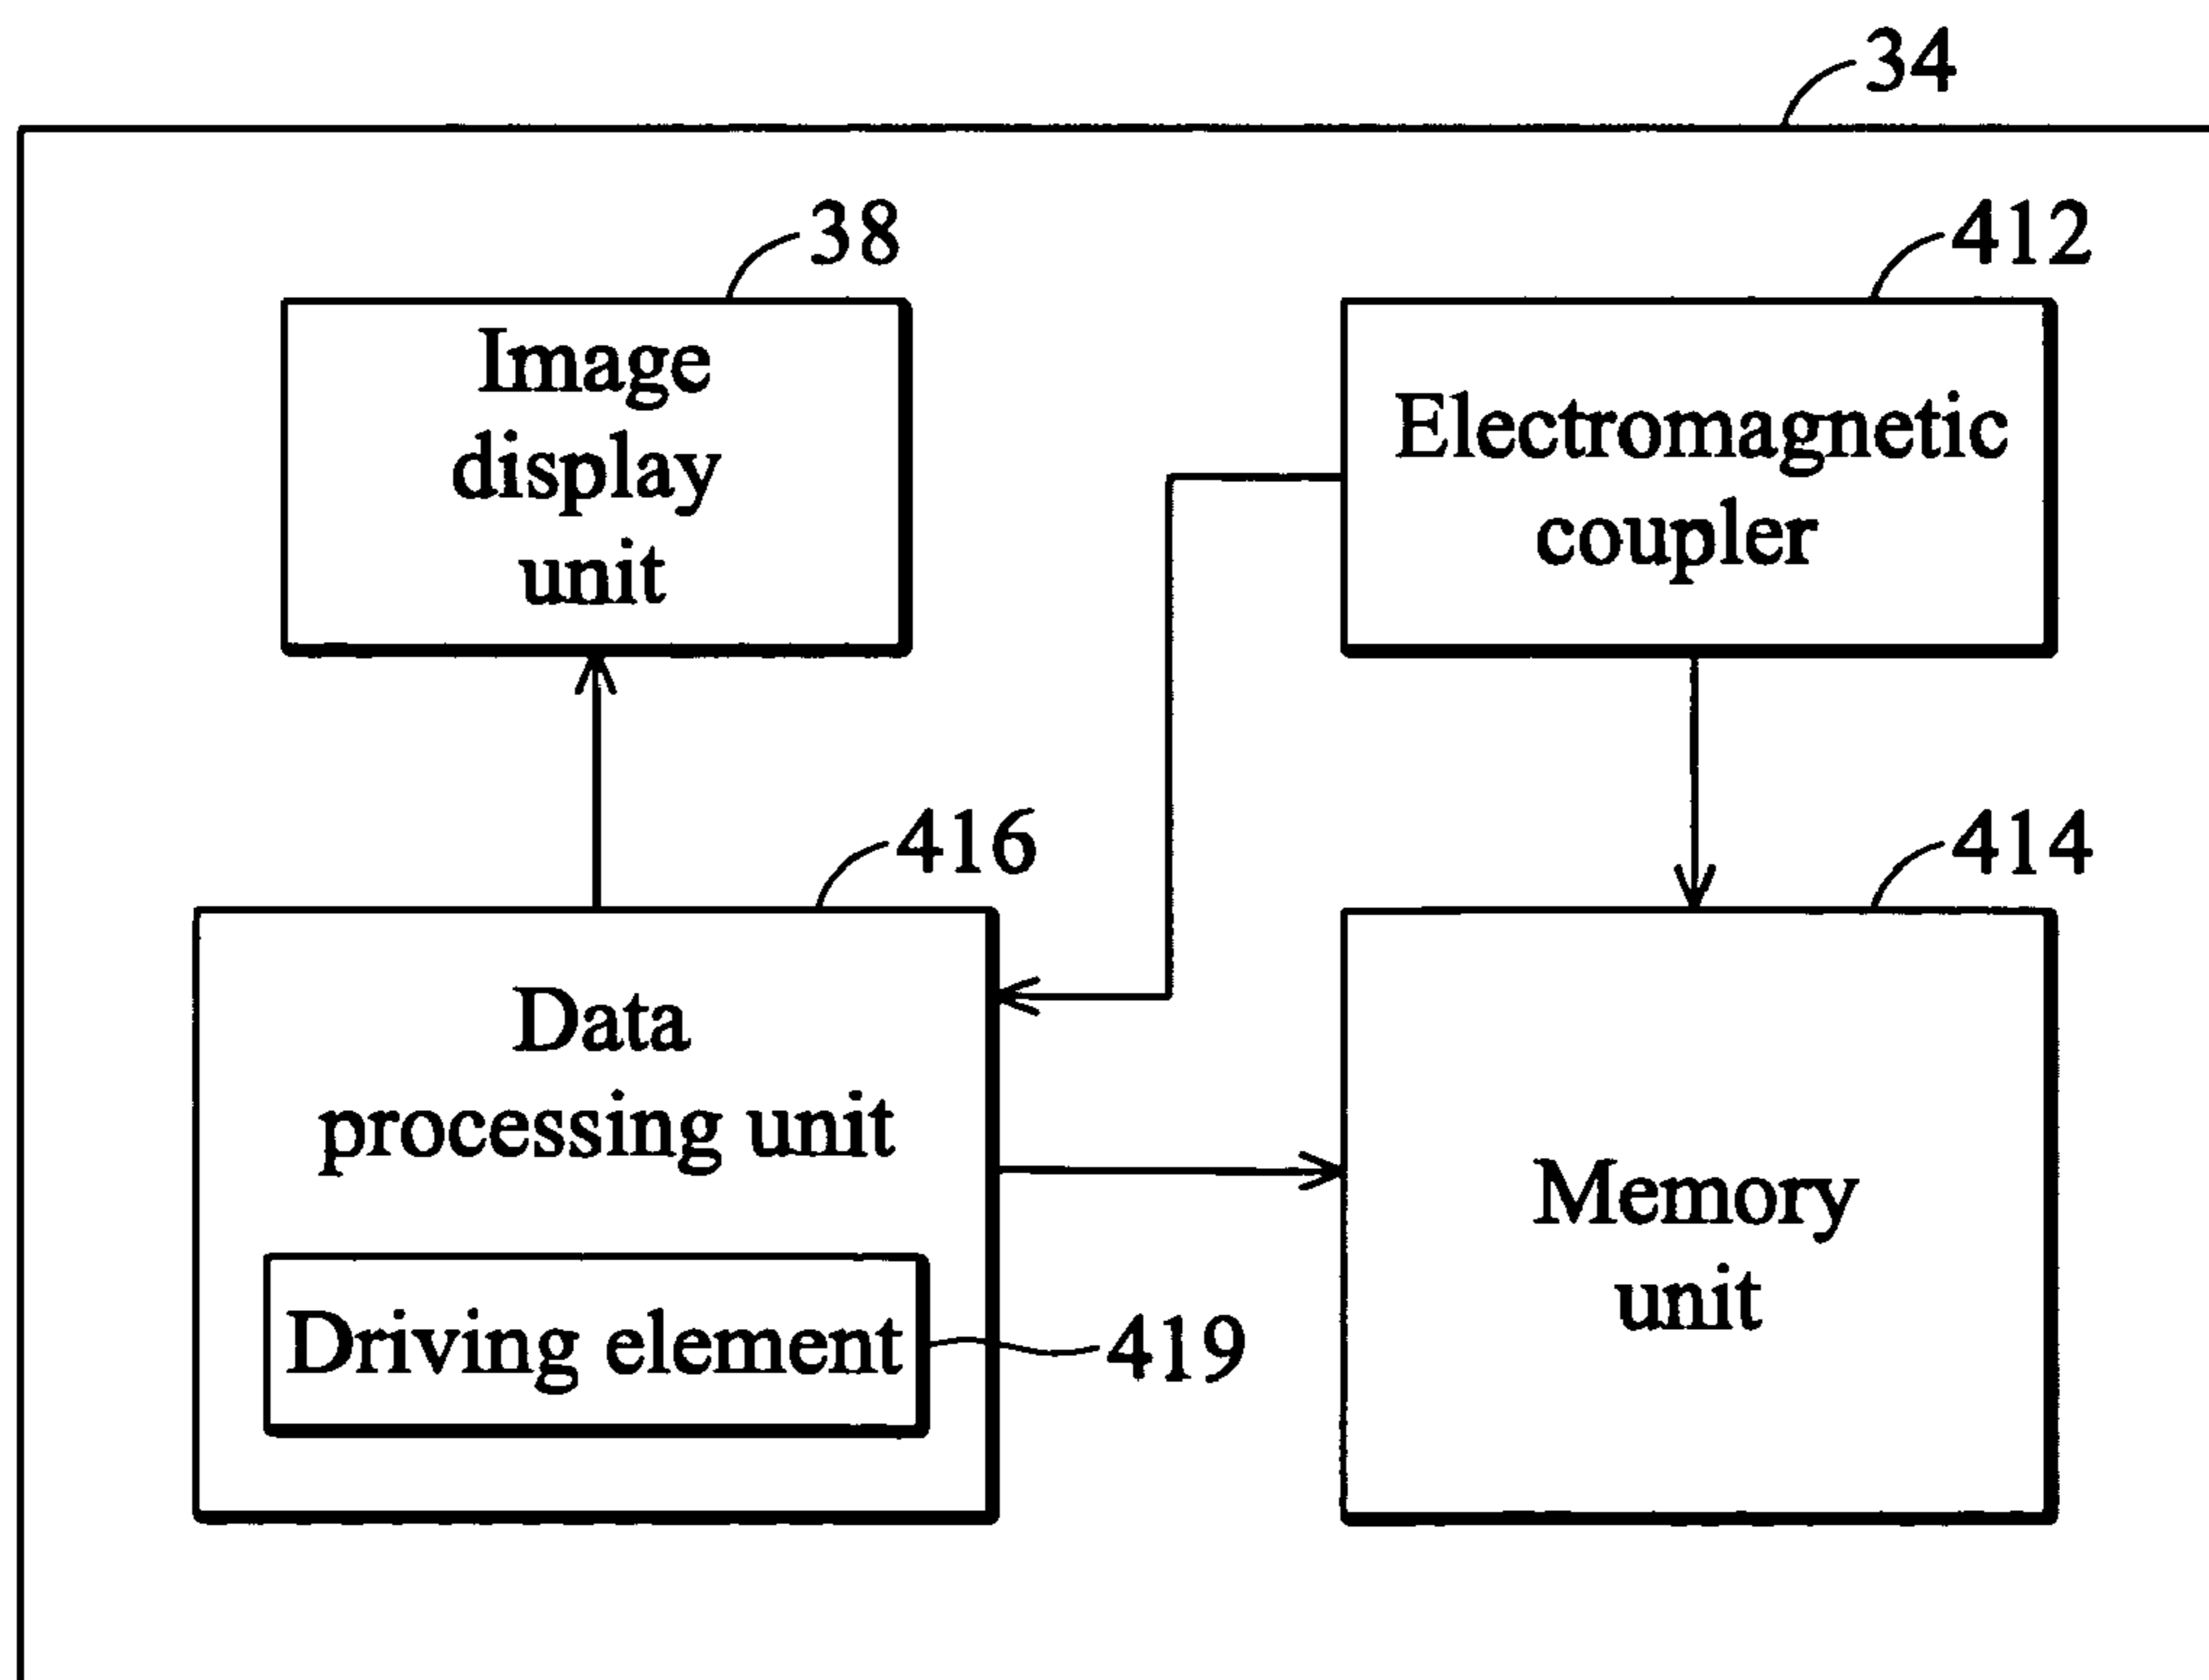 34
38
Image
display
unit
412
Electromagnetic
coupler
416
Data
processing unit
Driving element
419
414
Memory
unit